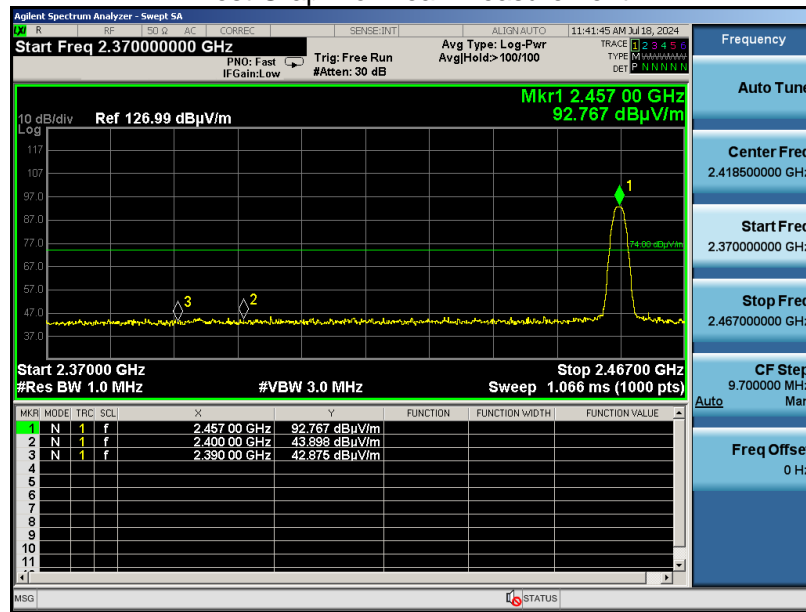 Agilent Spectrum Analyzer - Swept SA
LXI R RF 50 Ω AC CORREC SENSE:INT ALIGN AUTO 11:41:45 AM Jul 18, 2024
Start Freq 2.370000000 GHz
PNO: Fast
IFGain:Low
Trig: Free Run
#Atten: 30 dB
Avg Type: Log-Pwr
Avg|Hold:>100/100
TRACE 1 2 3 4 5 6
TYPE M
DET P N N N N N
Mkr1 2.457 00 GHz
92.767 dBµV/m
10 dB/div Ref 126.99 dBµV/m
Log
117
107
97.0
87.0
77.0
67.0
57.0
47.0
37.0
1
74.00 dBµV/m
3
2
Start 2.37000 GHz Stop 2.46700 GHz
#Res BW 1.0 MHz #VBW 3.0 MHz Sweep 1.066 ms (1000 pts)
MKR MODE TRC SCL X Y FUNCTION FUNCTION WIDTH FUNCTION VALUE
1 N 1 f 2.457 00 GHz 92.767 dBµV/m
2 N 1 f 2.400 00 GHz 43.898 dBµV/m
3 N 1 f 2.390 00 GHz 42.875 dBµV/m
4
5
6
7
8
9
10
11
MSG STATUS
Frequency
Auto Tune
Center Freq
2.418500000 GHz
Start Freq
2.370000000 GHz
Stop Freq
2.467000000 GHz
CF Step
9.700000 MHz
Auto Man
Freq Offset
0 Hz